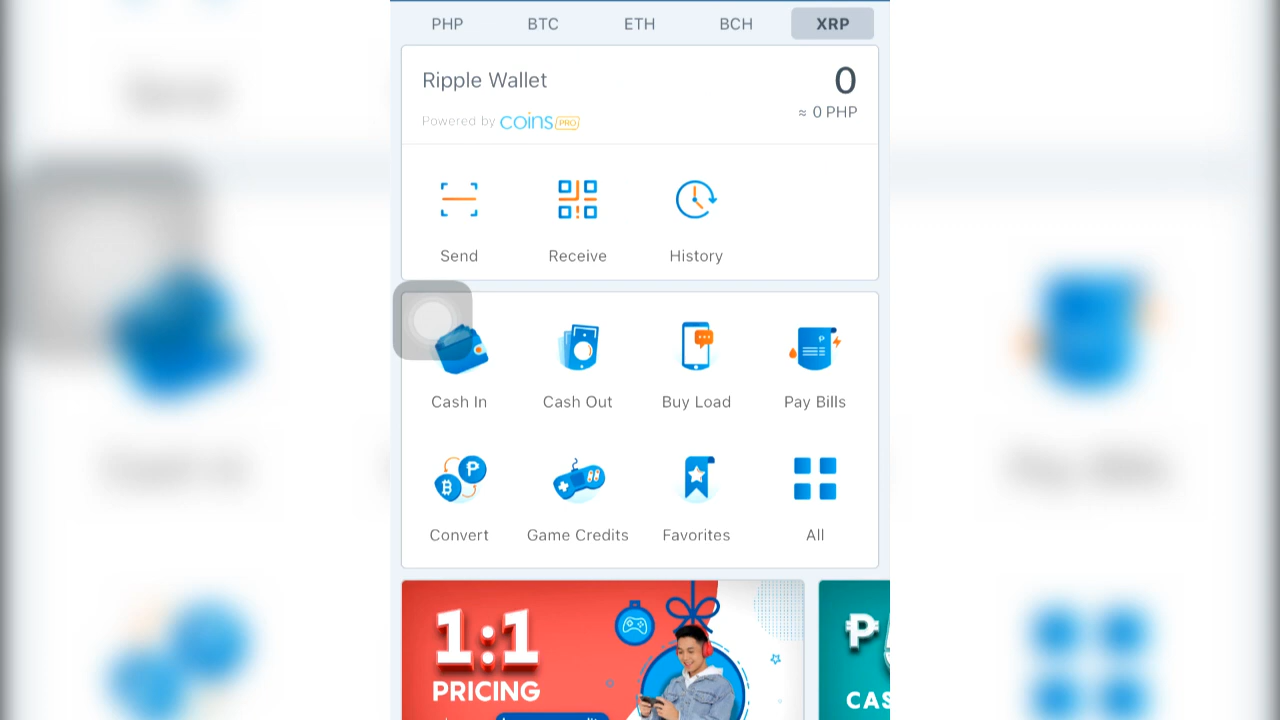 PHP BTC ETH BCH XRP
Ripple Wallet 0
Powered by coins PRO ≈ 0 PHP
Send Receive History
Cash In Cash Out Buy Load Pay Bills
Convert Game Credits Favorites All
1:1
PRICING
₱
CAS